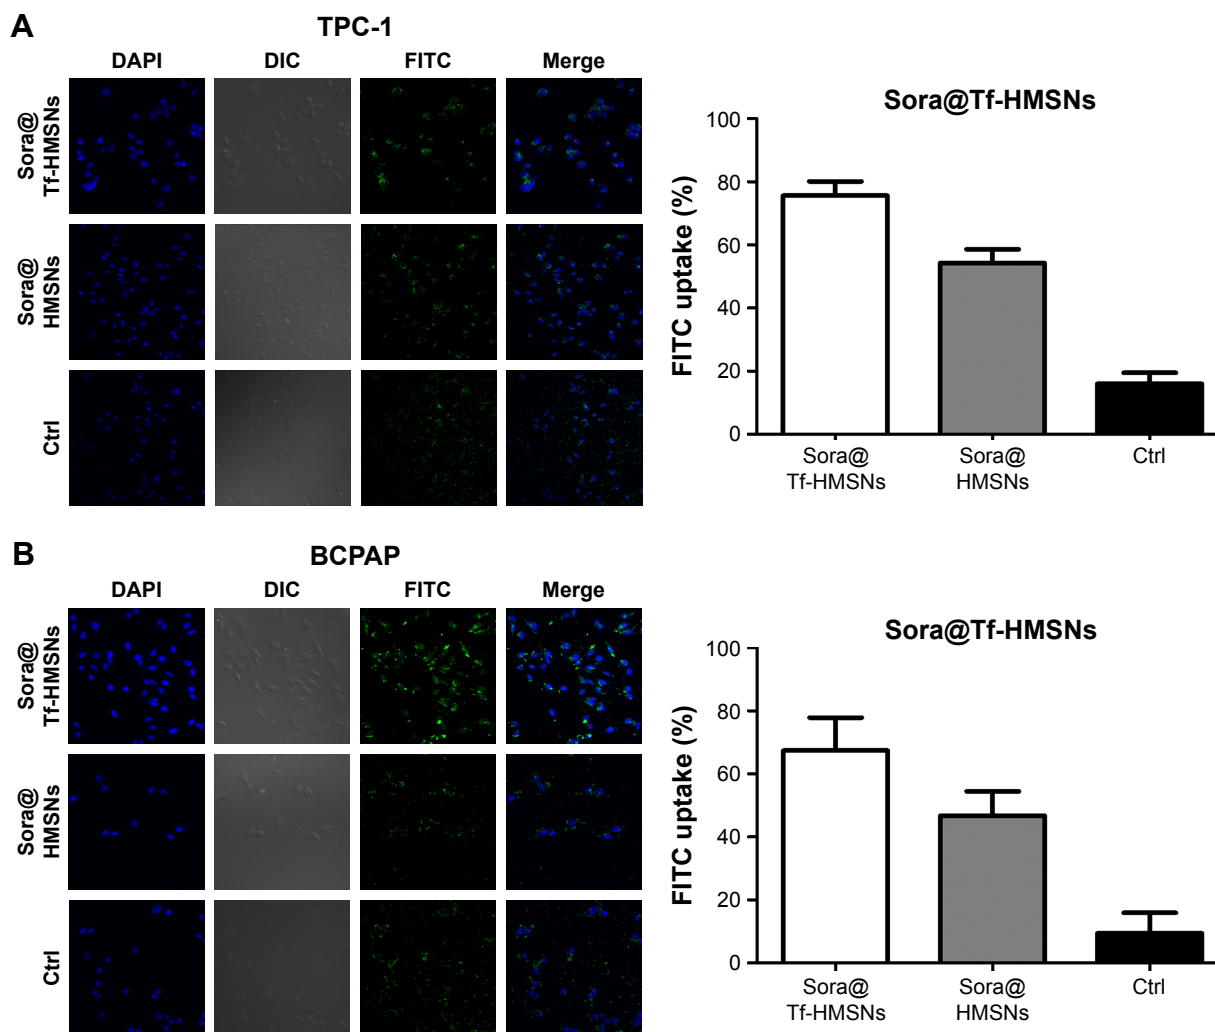 A
TPC-1
DAPI
DIC
FITC
Merge
Sora@
Tf-HMSNs
Sora@
HMSNs
Ctrl
Sora@Tf-HMSNs
FITC uptake (%)
100
80
60
40
20
0
Sora@
Tf-HMSNs
Sora@
HMSNs
Ctrl
B
BCPAP
DAPI
DIC
FITC
Merge
Sora@
Tf-HMSNs
Sora@
HMSNs
Ctrl
Sora@Tf-HMSNs
FITC uptake (%)
100
80
60
40
20
0
Sora@
Tf-HMSNs
Sora@
HMSNs
Ctrl